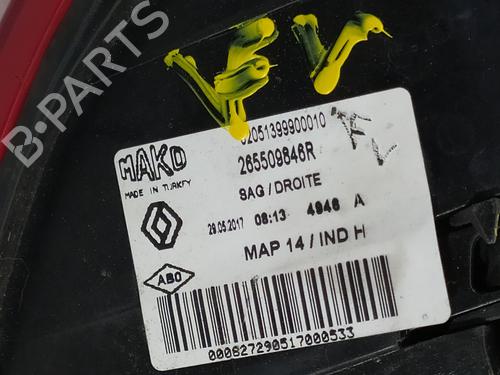 B-PARTS
02051399900010
MAKO
265509846R
MADE IN TURKEY
SAG / DROITE
29.05.2017 08:13 4946 A
MAP 14 / IND H
ABO
000827290517000533